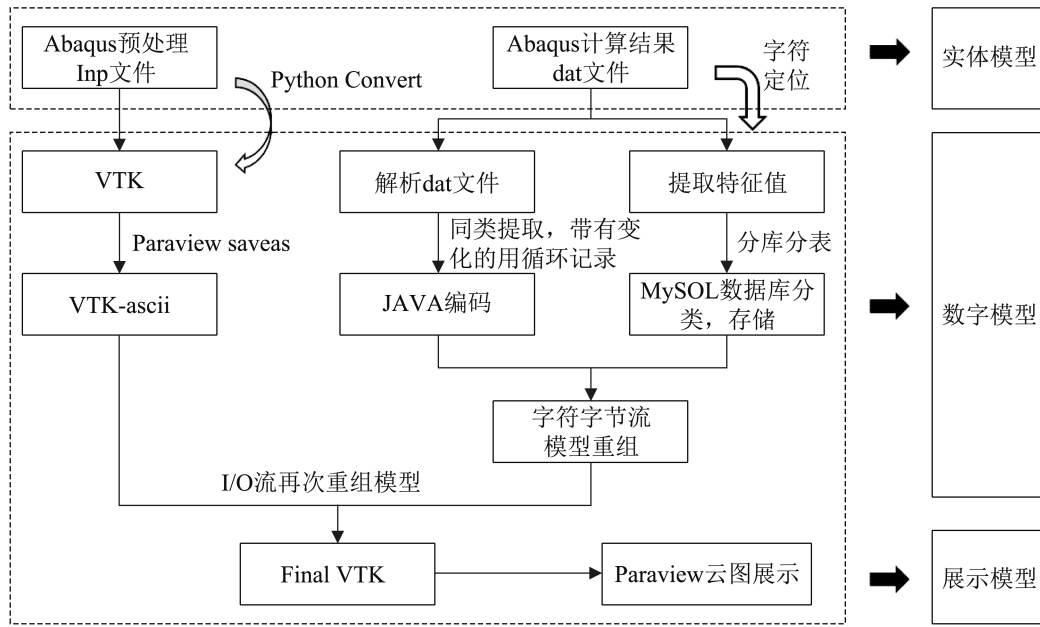 Abaqus预处理
Inp文件
Python Convert
Abaqus计算结果
dat文件
字符
定位
实体模型
VTK
解析dat文件
提取特征值
Paraview saveas
同类提取，带有变
化的用循环记录
分库分表
VTK-ascii
JAVA编码
MySOL数据库分
类，存储
数字模型
字符字节流
模型重组
I/O流再次重组模型
Final VTK
Paraview云图展示
展示模型